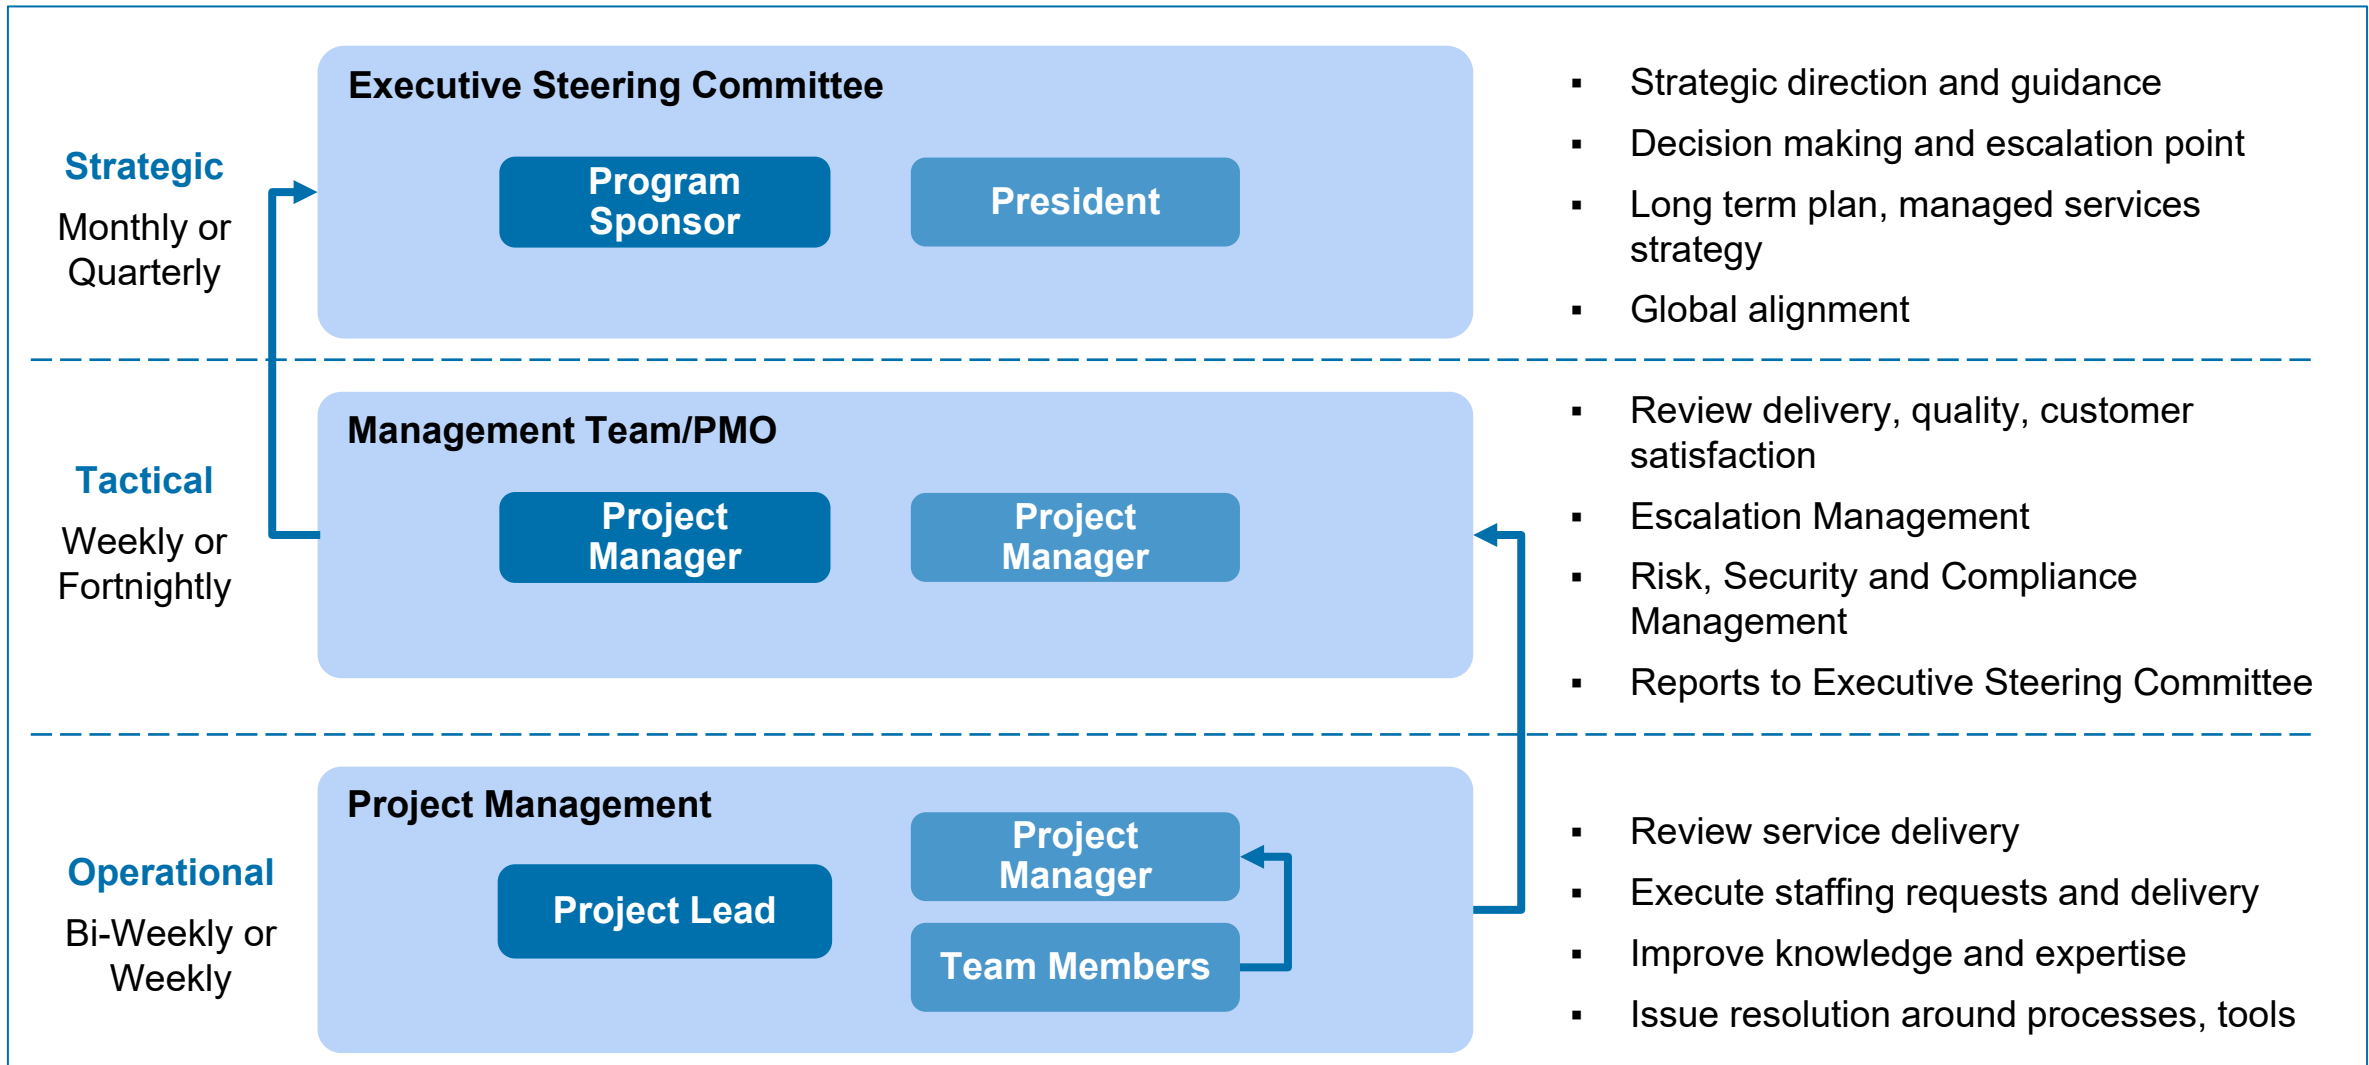 Executive Steering Committee
Strategic
Monthly or
Quarterly
Program
Sponsor
President
▪ Strategic direction and guidance
▪ Decision making and escalation point
▪ Long term plan, managed services
strategy
▪ Global alignment
Management Team/PMO
Tactical
Weekly or
Fortnightly
Project
Manager
Project
Manager
▪ Review delivery, quality, customer
satisfaction
▪ Escalation Management
▪ Risk, Security and Compliance
Management
▪ Reports to Executive Steering Committee
Project Management
Operational
Bi-Weekly or
Weekly
Project Lead
Project
Manager
Team Members
▪ Review service delivery
▪ Execute staffing requests and delivery
▪ Improve knowledge and expertise
▪ Issue resolution around processes, tools